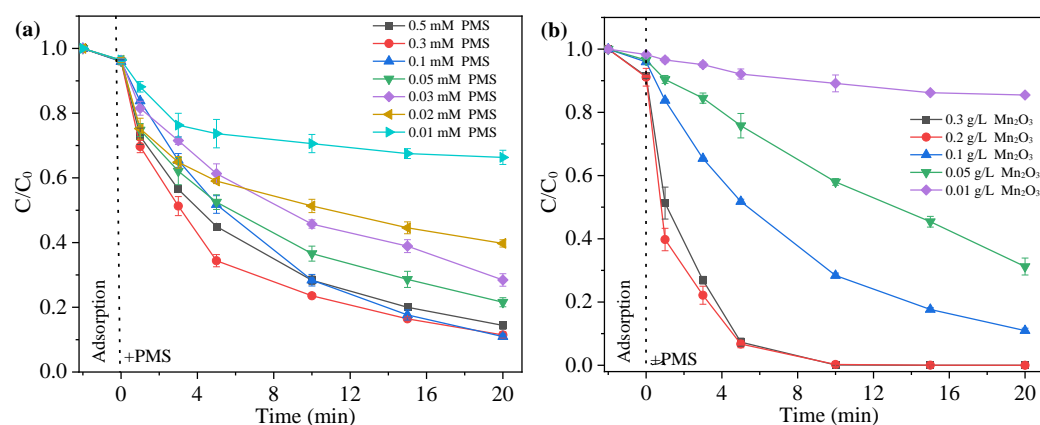 (a)
0.5 mM PMS
0.3 mM PMS
0.1 mM PMS
0.05 mM PMS
0.03 mM PMS
0.02 mM PMS
0.01 mM PMS
1.0
0.8
0.6
0.4
0.2
0.0
C/C₀
Adsorption
+PMS
0 4 8 12 16 20
Time (min)
(b)
0.3 g/L Mn₂O₃
0.2 g/L Mn₂O₃
0.1 g/L Mn₂O₃
0.05 g/L Mn₂O₃
0.01 g/L Mn₂O₃
1.0
0.8
0.6
0.4
0.2
0.0
C/C₀
Adsorption
+PMS
0 4 8 12 16 20
Time (min)